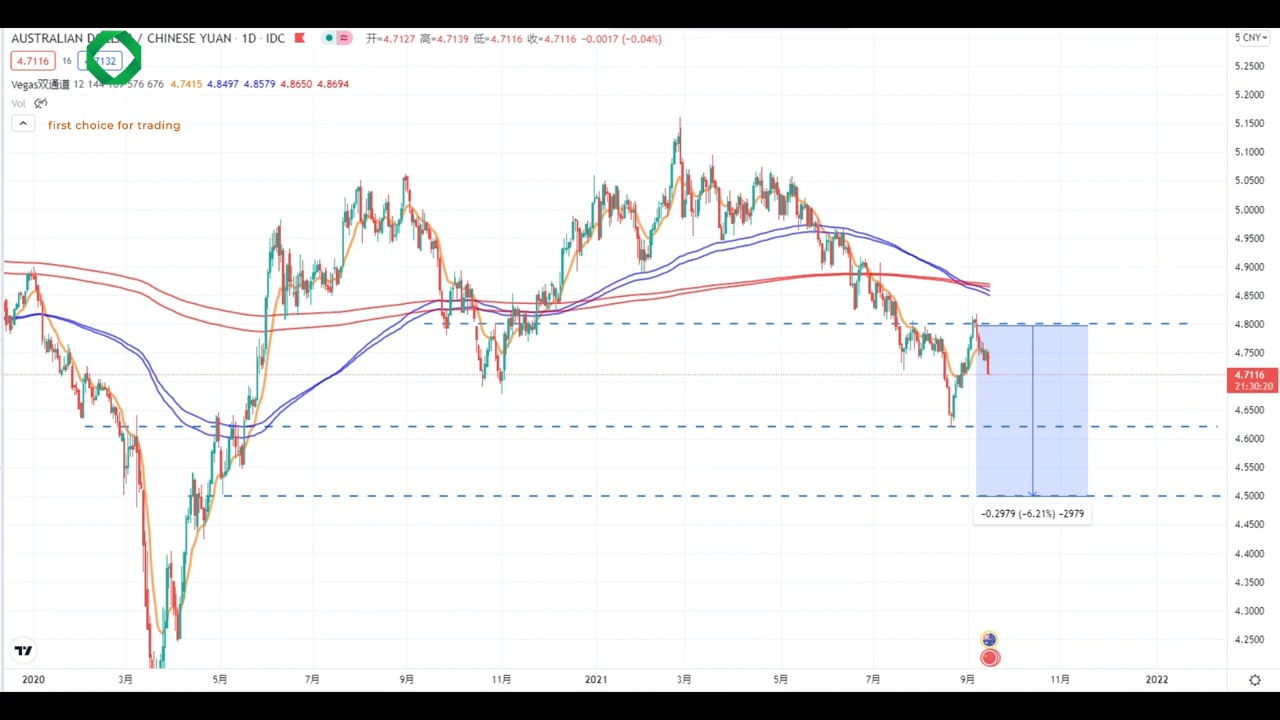 AUSTRALIAN D / CHINESE YUAN · 1D · IDC 开=4.7127 高=4.7139 低=4.7116 收=4.7116 −0.0017 (−0.04%)
CNY
4.7116 16 7132
Vegas双通道 12 144 169 576 676 4.7415 4.8497 4.8579 4.8650 4.8694
Vol
first choice for trading
5.2500
5.2000
5.1500
5.1000
5.0500
5.0000
4.9500
4.9000
4.8500
4.8000
4.7500
4.7116
21:30:20
4.6500
4.6000
4.5500
4.5000
−0.2979 (−6.21%) −2979
4.4500
4.4000
4.3500
4.3000
4.2500
2020 3月 5月 7月 9月 11月 2021 3月 5月 7月 9月 11月 2022